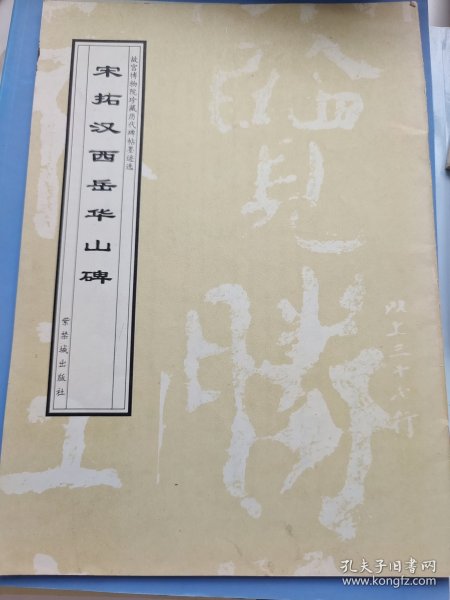 故宫博物院珍藏历代碑帖墨迹选
宋拓汉西岳华山碑
紫禁城出版社
以上三十八行
孔夫子旧书网
www.kongfz.com